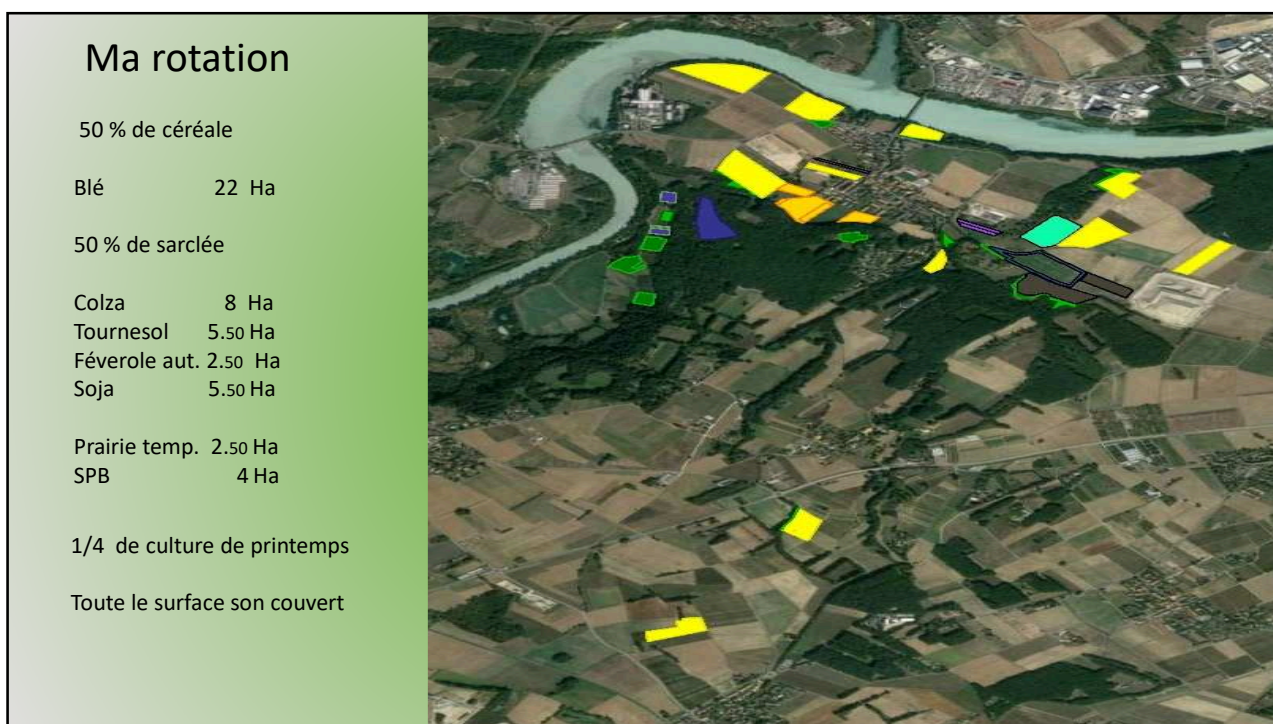 Ma rotation
50 % de céréale
Blé 22 Ha
50 % de sarclée
Colza 8 Ha
Tournesol 5.50 Ha
Féverole aut. 2.50 Ha
Soja 5.50 Ha
Prairie temp. 2.50 Ha
SPB 4 Ha
1/4 de culture de printemps
Toute le surface son couvert